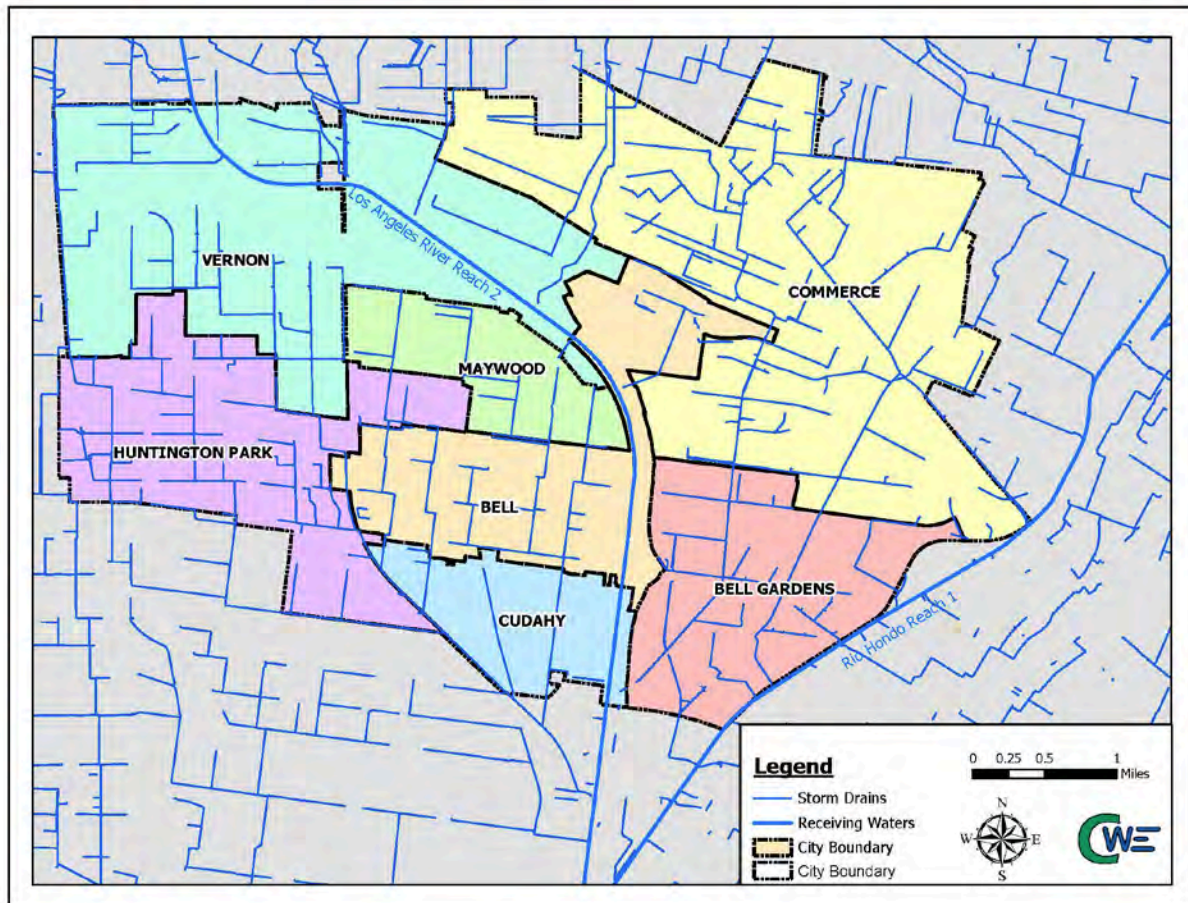 Los Angeles River Reach 2
VERNON
COMMERCE
MAYWOOD
HUNTINGTON PARK
BELL
BELL GARDENS
CUDAHY
Rio Hondo Reach 1
Legend
Storm Drains
Receiving Waters
City Boundary
City Boundary
0 0.25 0.5 1
Miles
N
W E
S
CWE